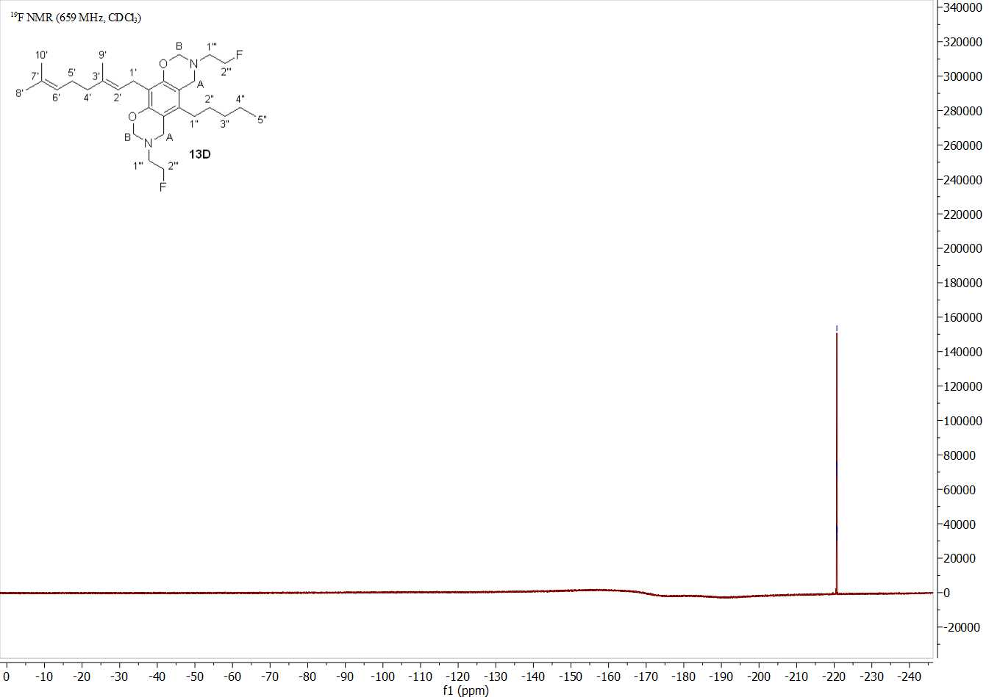 ¹⁹F NMR (659 MHz, CDCl₃)
10'
9'
B
1'''
F
7'
5'
3'
1'
O
N
2'''
8'
6'
4'
2'
A
2''
4''
O
1''
3''
5''
B
A
N
13D
1'''
2'''
F
340000
320000
300000
280000
260000
240000
220000
200000
180000
160000
140000
120000
100000
80000
60000
40000
20000
0
-20000
0 -10 -20 -30 -40 -50 -60 -70 -80 -90 -100 -110 -120 -130 -140 -150 -160 -170 -180 -190 -200 -210 -220 -230 -240
f1 (ppm)